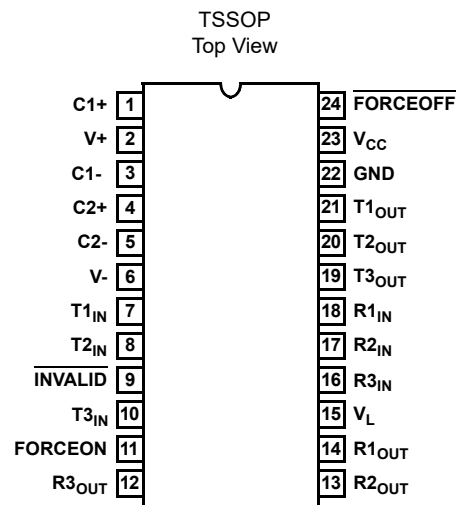 TSSOP
Top View
C1+ 1 24 FORCEOFF
V+ 2 23 VCC
C1- 3 22 GND
C2+ 4 21 T1OUT
C2- 5 20 T2OUT
V- 6 19 T3OUT
T1IN 7 18 R1IN
T2IN 8 17 R2IN
INVALID 9 16 R3IN
T3IN 10 15 VL
FORCEON 11 14 R1OUT
R3OUT 12 13 R2OUT